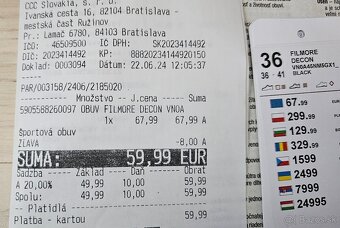 CCC Slovakia, s. r. o.
Ivanská cesta 16, 82104 Bratislava -
mestská časť Ružinov
Pr.: Lamač 6780, 84103 Bratislava
IČO 46509500 IČ DPH: SK2023414492
DIČ 2023414492 KP: 88820234144920150
Doklad: 0003094 22.06.24 12:05:37
PAR/003158/2406/2185020
Množstvo J.cena Suma
5905588260097 OBUV FILMORE DECON VN0A
1x 67,99 67,99 A
Športová obuv
ZĽAVA -8,00 A
SUMA: 59,99 EUR
Sadzba Základ Daň Obrat
A 20,00% 49,99 10,00 59,99
Spolu: 49,99 10,00 59,99
-- Platidlá
Platba - kartou 59,99
36
36 - 41
FILMORE
DECON
VN0A45NM5GX1,
BLACK
67.99
299.99
129.99
329.99
1599
2499
7999
24995